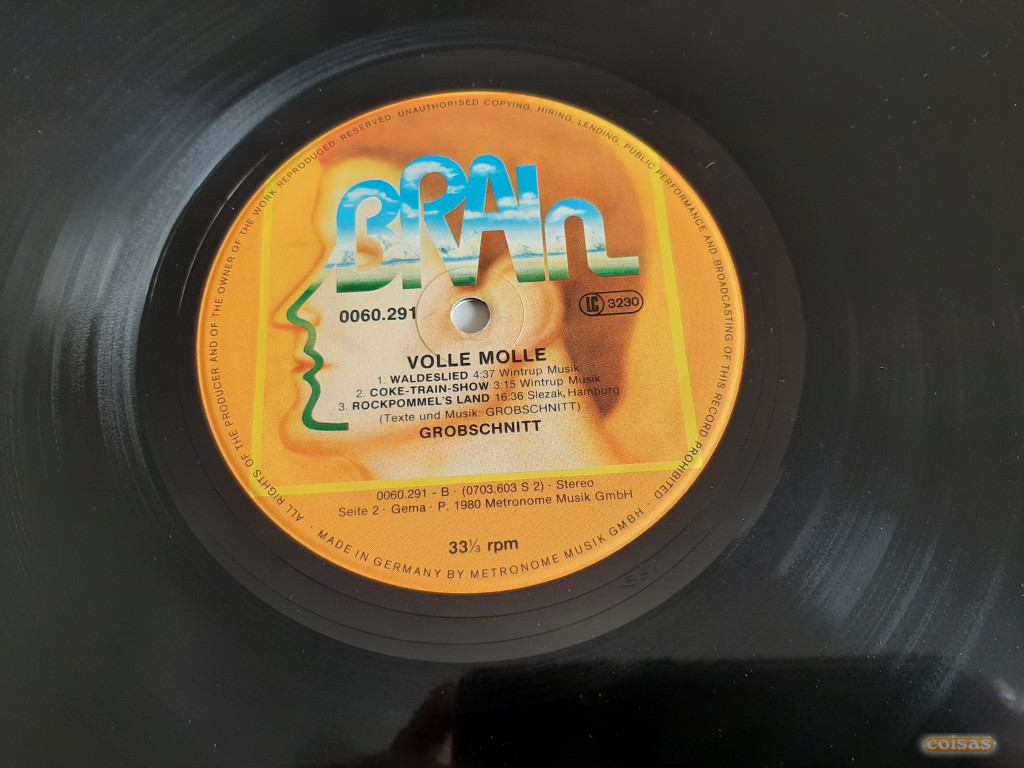 ALL RIGHTS OF THE PRODUCER AND OF THE OWNER OF THE WORK REPRODUCED RESERVED. UNAUTHORISED COPYING, HIRING, LENDING, PUBLIC PERFORMANCE AND BROADCASTING OF THIS RECORD PROHIBITED
BRAIn
0060.291
LC 3230
VOLLE MOLLE
1. WALDESLIED 4:37 Wintrup Musik
2. COKE-TRAIN-SHOW 3:15 Wintrup Musik
3. ROCKPOMMEL'S LAND 16:36 Slezak, Hamburg
(Texte und Musik: GROBSCHNITT)
GROBSCHNITT
0060.291 - B · (0703.603 S 2) · Stereo
Seite 2 · Gema · P. 1980 Metronome Musik GmbH
33⅓ rpm
· MADE IN GERMANY BY METRONOME MUSIK GMBH ·
coisas